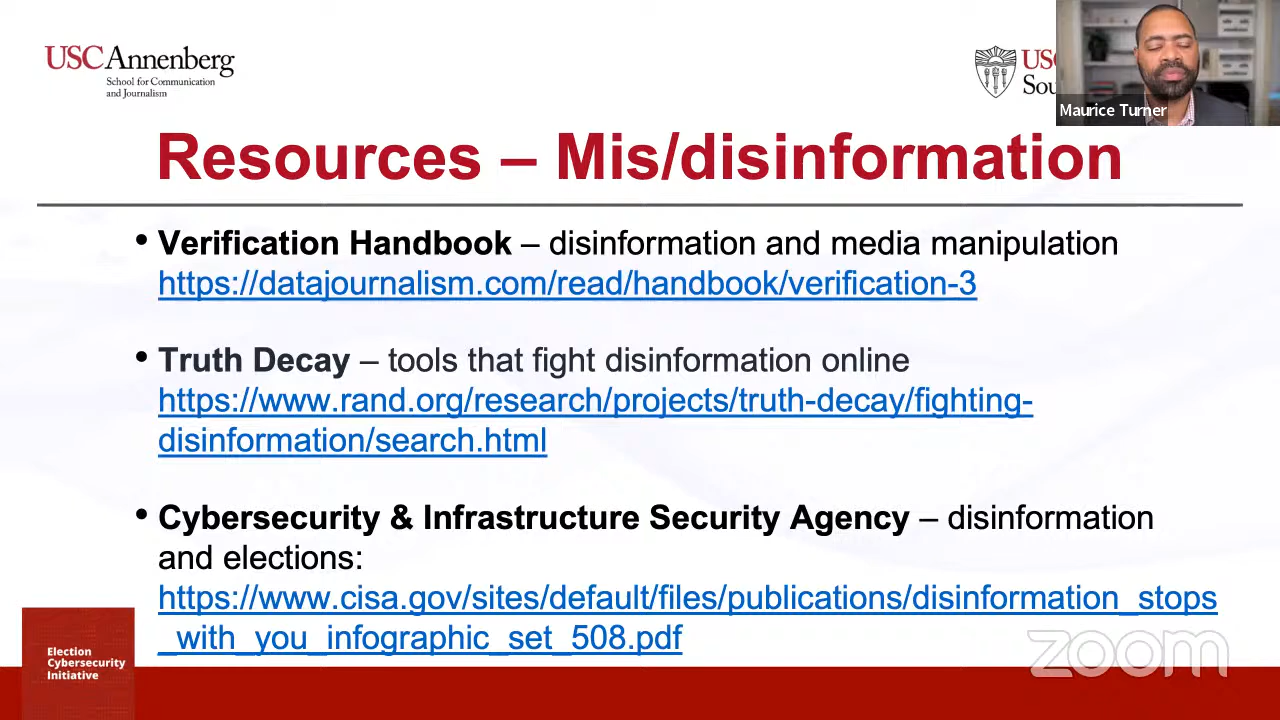 USC Annenberg
School for Communication
and Journalism
USC
Sou
Maurice Turner
Resources – Mis/disinformation
• Verification Handbook – disinformation and media manipulation
https://datajournalism.com/read/handbook/verification-3
• Truth Decay – tools that fight disinformation online
https://www.rand.org/research/projects/truth-decay/fighting-
disinformation/search.html
• Cybersecurity & Infrastructure Security Agency – disinformation
and elections:
https://www.cisa.gov/sites/default/files/publications/disinformation_stops
_with_you_infographic_set_508.pdf
Election
Cybersecurity
Initiative
zoom